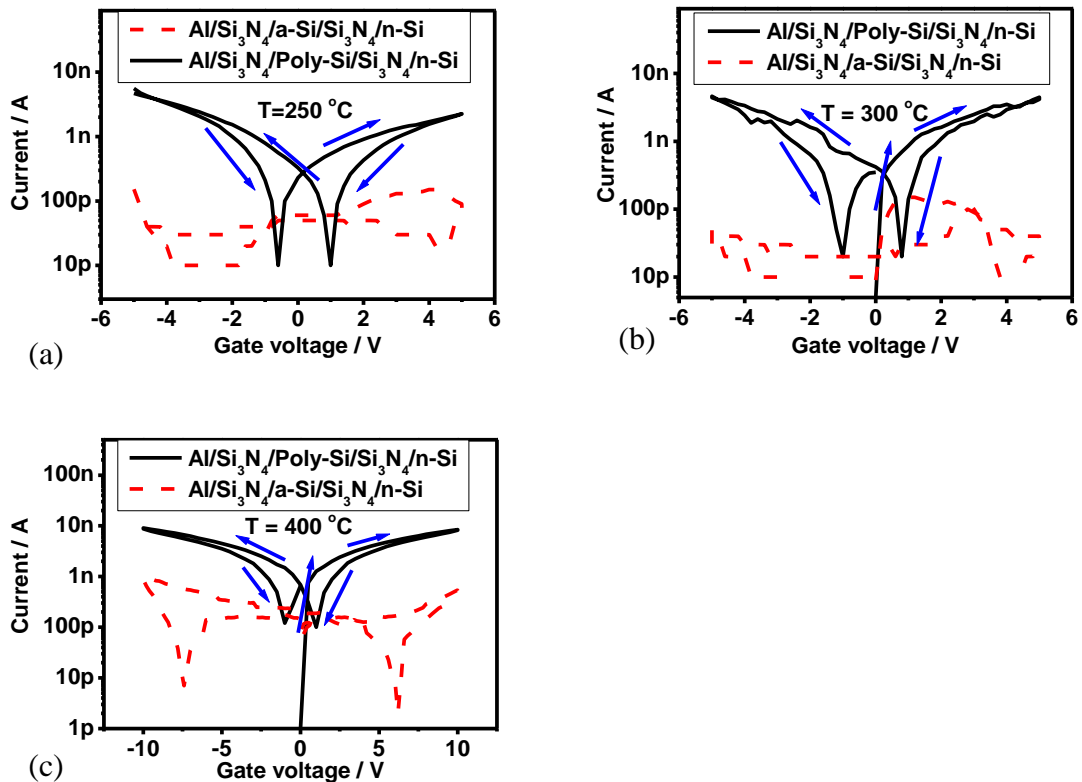 Al/Si3N4/a-Si/Si3N4/n-Si
Al/Si3N4/Poly-Si/Si3N4/n-Si
T=250 °C
10n
1n
100p
10p
Current / A
-6 -4 -2 0 2 4 6
Gate voltage / V
(a)
Al/Si3N4/Poly-Si/Si3N4/n-Si
Al/Si3N4/a-Si/Si3N4/n-Si
T = 300 °C
10n
1n
100p
10p
Current / A
-6 -4 -2 0 2 4 6
Gate voltage / V
(b)
Al/Si3N4/Poly-Si/Si3N4/n-Si
Al/Si3N4/a-Si/Si3N4/n-Si
T = 400 °C
100n
10n
1n
100p
10p
1p
Current / A
-10 -5 0 5 10
Gate voltage / V
(c)